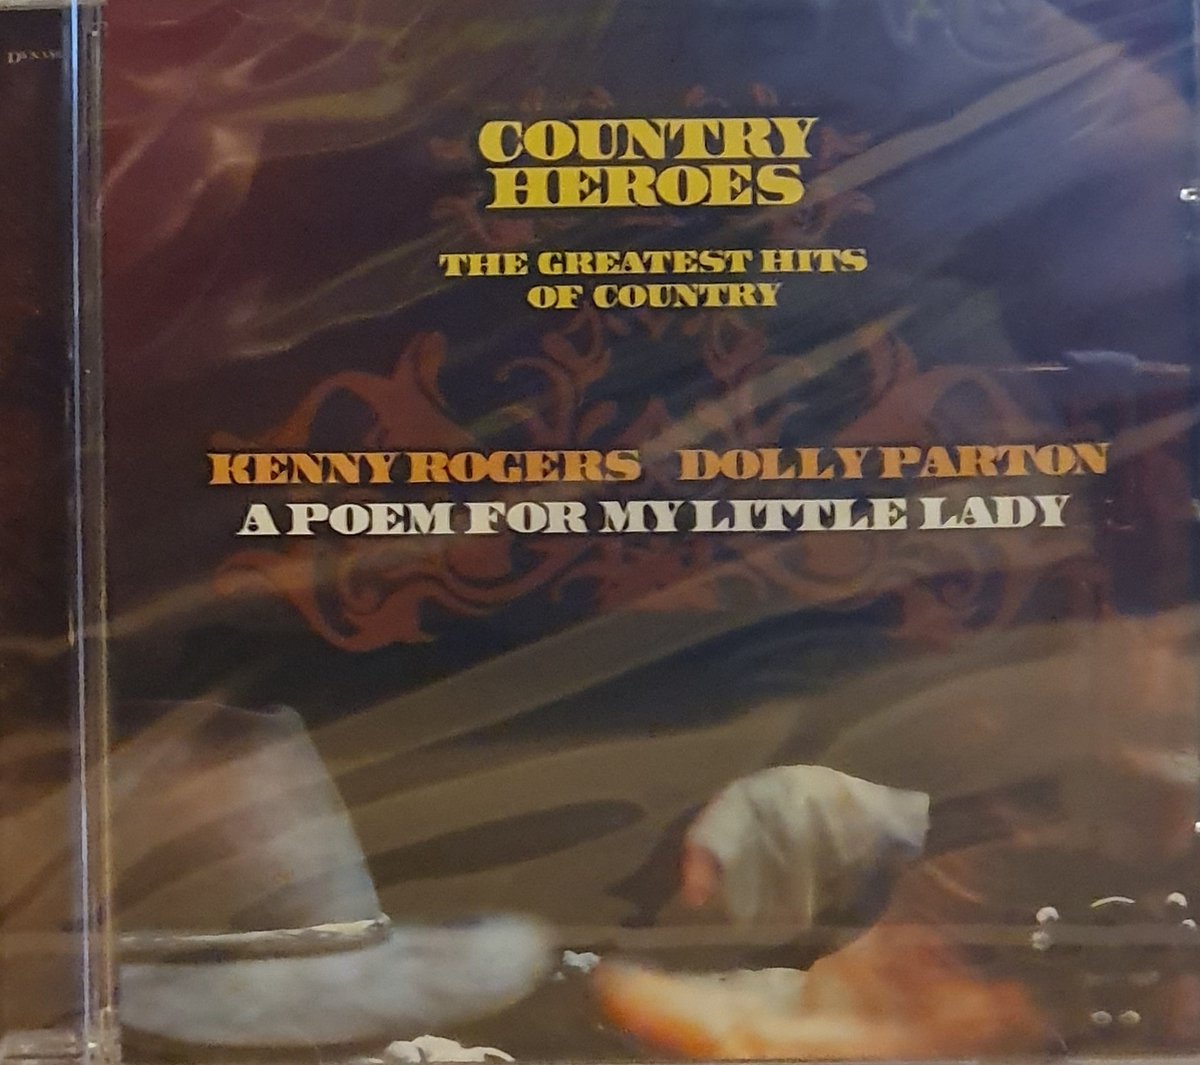 COUNTRY
HEROES
THE GREATEST HITS
OF COUNTRY
KENNY ROGERS DOLLY PARTON
A POEM FOR MY LITTLE LADY